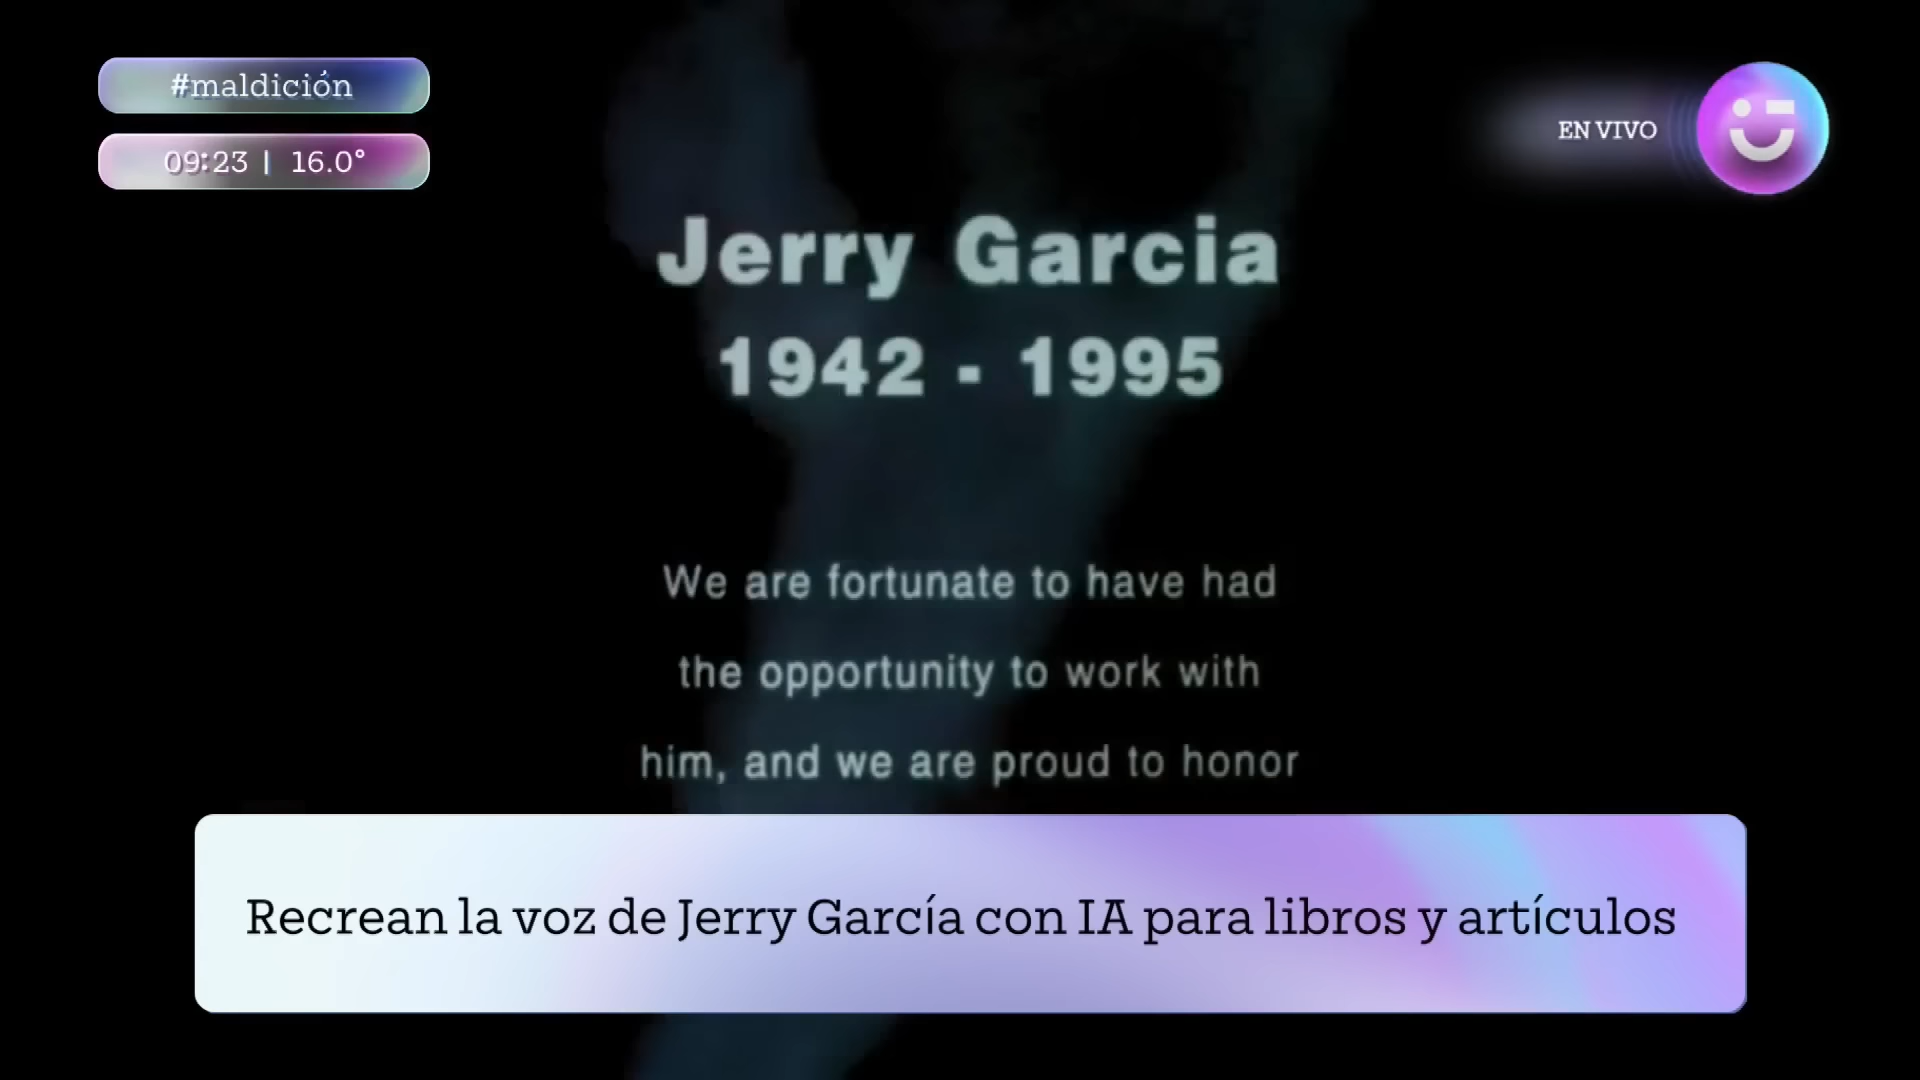 #maldición
09:23 | 16.0°
EN VIVO
Jerry Garcia
1942 - 1995
We are fortunate to have had
the opportunity to work with
him, and we are proud to honor
Recrean la voz de Jerry García con IA para libros y artículos